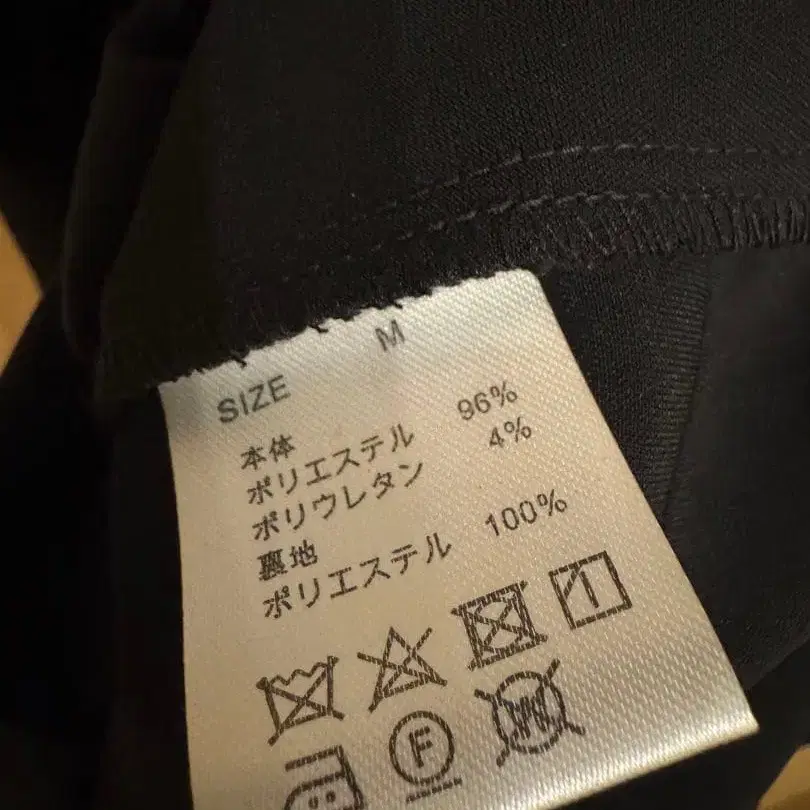 SIZE M
本体
ポリエステル 96%
ポリウレタン 4%
裏地
ポリエステル 100%
F
W